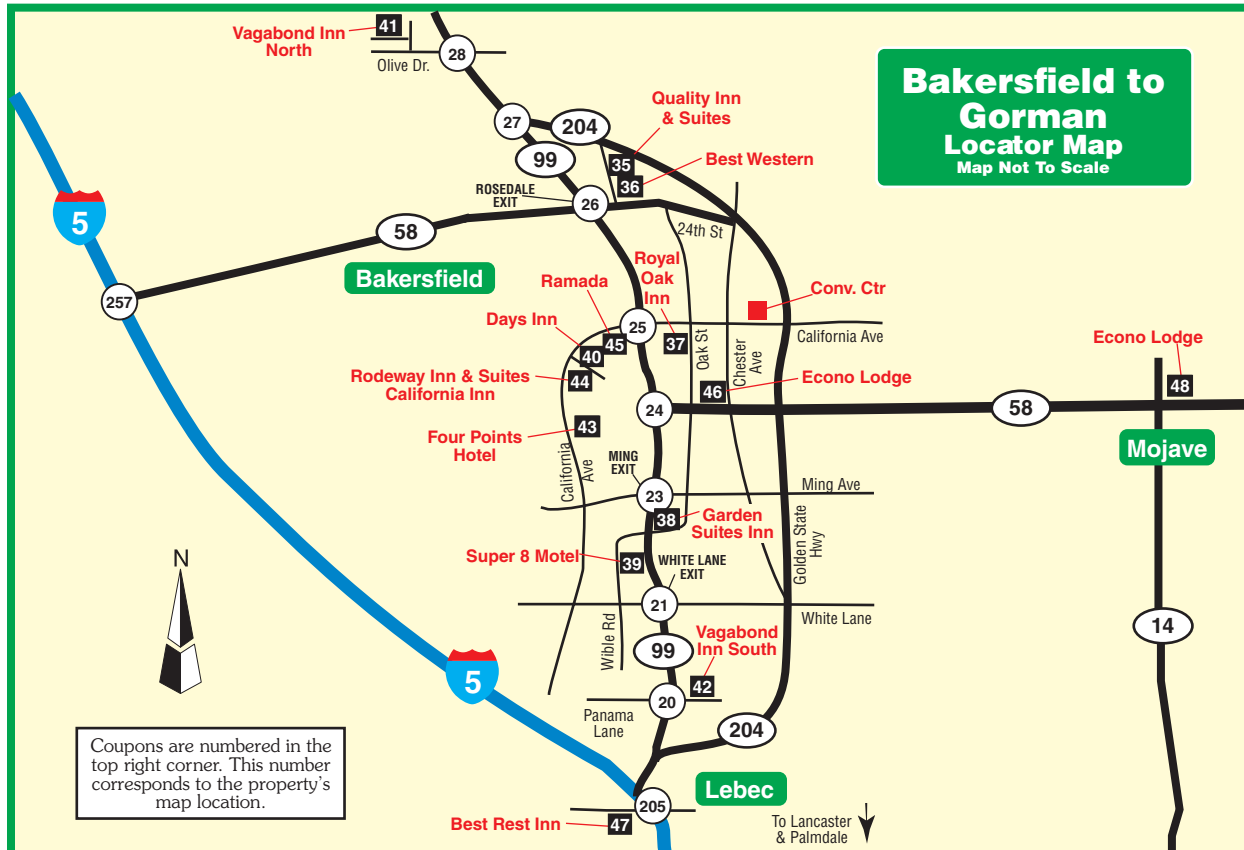 41
Vagabond Inn
North
Olive Dr.
28
Bakersfield to
Gorman
Locator Map
Map Not To Scale
27
204
99
Quality Inn
& Suites
35
Best Western
36
5
ROSEDALE
EXIT
26
24th St
58
Bakersfield
257
Ramada
Royal
Oak
Inn
Conv. Ctr
Days Inn
25
California Ave
45
37
40
Oak St
Chester
Ave
Econo Lodge
48
Rodeway Inn & Suites
California Inn
44
46
Econo Lodge
24
58
Four Points
Hotel
43
California
Ave
Mojave
MING
EXIT
Ming Ave
23
38
Garden
Suites Inn
Golden State
Hwy
Super 8 Motel
39
WHITE LANE
EXIT
N
21
White Lane
14
Wible Rd
99
Vagabond
Inn South
5
42
20
Panama
Lane
204
Coupons are numbered in the
top right corner. This number
corresponds to the property's
map location.
Lebec
205
Best Rest Inn
47
To Lancaster
& Palmdale